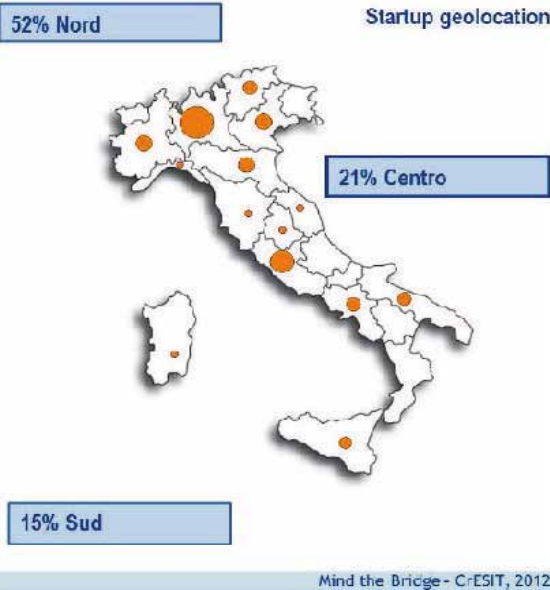 52% Nord
Startup geolocation
21% Centro
15% Sud
Mind the Bridge - CrESIT, 2012